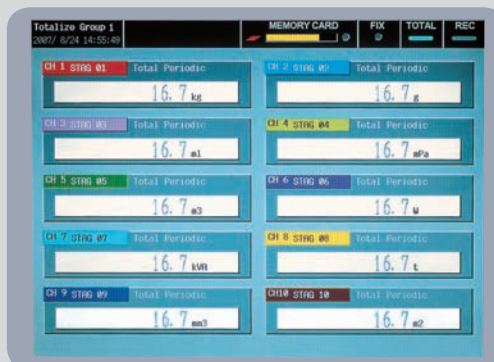 Totalize Group 1
2007/ 8/24 14:55:49
MEMORY CARD
FIX
TOTAL
REC
CH 1 STAG 01 Total Periodic
16.7 kg
CH 2 STAG 02 Total Periodic
16.7 g
CH 3 STAG 03 Total Periodic
16.7 ml
CH 4 STAG 04 Total Periodic
16.7 mPa
CH 5 STAG 05 Total Periodic
16.7 m3
CH 6 STAG 06 Total Periodic
16.7 W
CH 7 STAG 07 Total Periodic
16.7 kVA
CH 8 STAG 08 Total Periodic
16.7 t
CH 9 STAG 09 Total Periodic
16.7 mm3
CH10 STAG 10 Total Periodic
16.7 m2